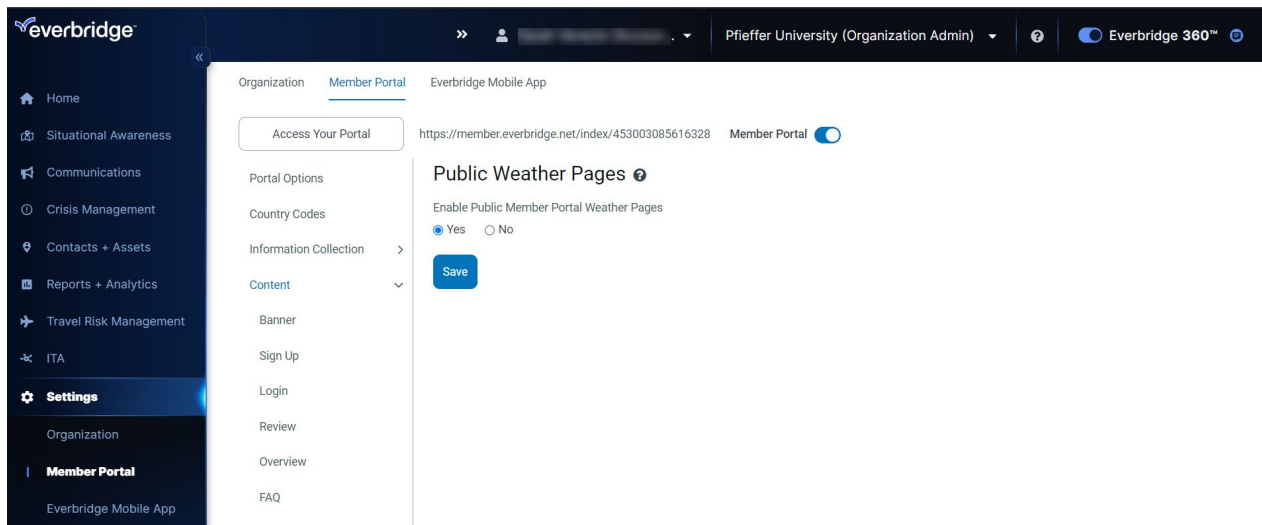 everbridge™
Pfieffer University (Organization Admin)
Everbridge 360™
Home
Situational Awareness
Communications
Crisis Management
Contacts + Assets
Reports + Analytics
Travel Risk Management
ITA
Settings
Organization
Member Portal
Everbridge Mobile App
Organization
Member Portal
Everbridge Mobile App
Access Your Portal
https://member.everbridge.net/index/453003085616328
Member Portal
Portal Options
Country Codes
Information Collection
Content
Banner
Sign Up
Login
Review
Overview
FAQ
Public Weather Pages
Enable Public Member Portal Weather Pages
Yes
No
Save